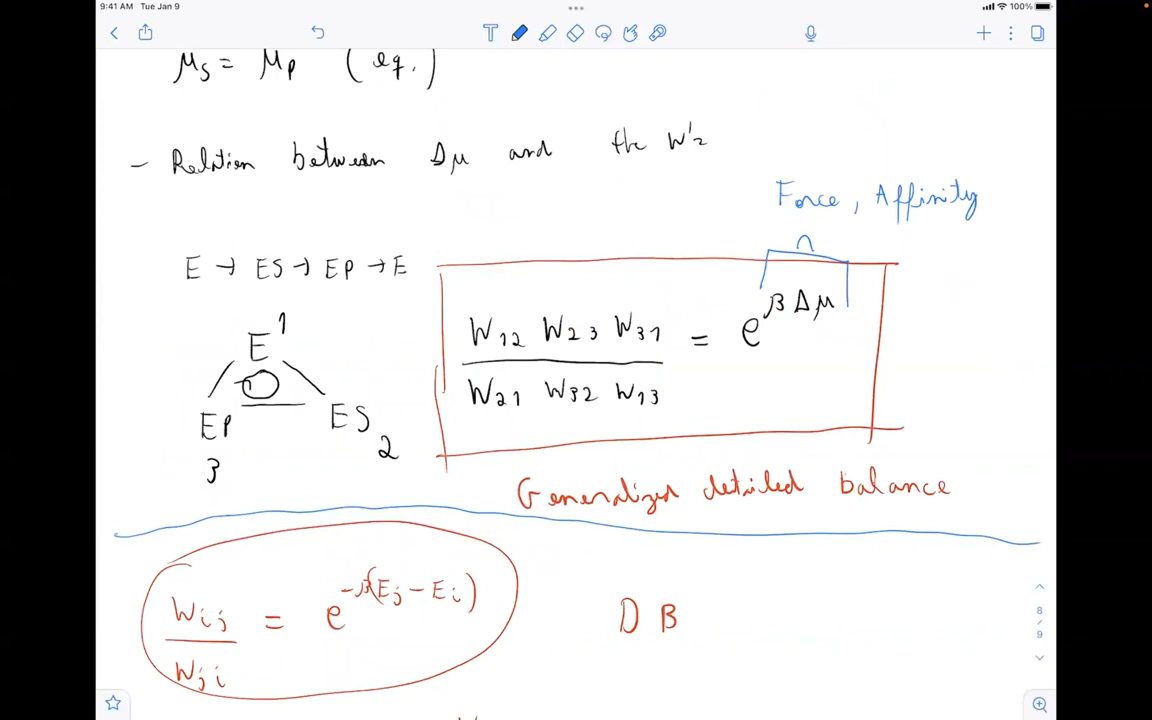 9:41 AM Tue Jan 9
100%
T
μs = μp (eq.)
- Relation between Δμ and the W's
Force, Affinity
E → ES → EP → E
W12 W23 W31 / W21 W32 W13 = e^βΔμ
E 1
EP ES
3 2
Generalized detailed balance
Wij / Wji = e^-β(Ej - Ei)
D B
8
/
9